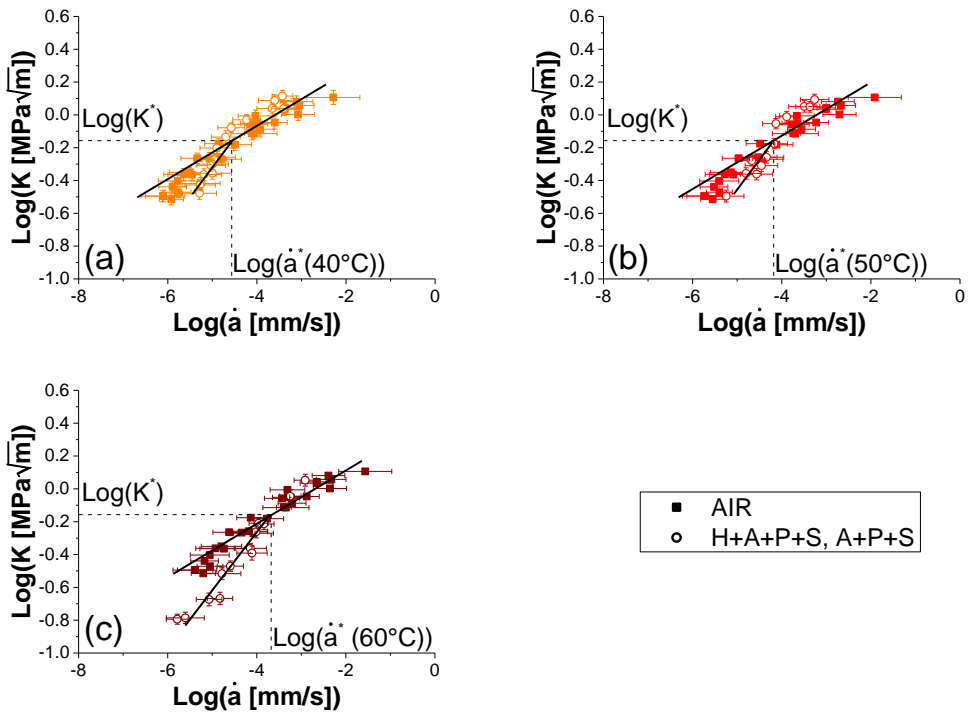 0.6
0.4
0.2
0.0
-0.2
-0.4
-0.6
-0.8
-1.0
Log(K [MPa√m])
Log(K*)
(a)
Log(ȧ*(40°C))
-8 -6 -4 -2 0
Log(ȧ [mm/s])
0.6
0.4
0.2
0.0
-0.2
-0.4
-0.6
-0.8
-1.0
Log(K [MPa√m])
Log(K*)
(b)
Log(ȧ*(50°C))
-8 -6 -4 -2 0
Log(ȧ [mm/s])
0.6
0.4
0.2
0.0
-0.2
-0.4
-0.6
-0.8
-1.0
Log(K [MPa√m])
Log(K*)
(c)
Log(ȧ* (60°C))
-8 -6 -4 -2 0
Log(ȧ [mm/s])
AIR
H+A+P+S, A+P+S